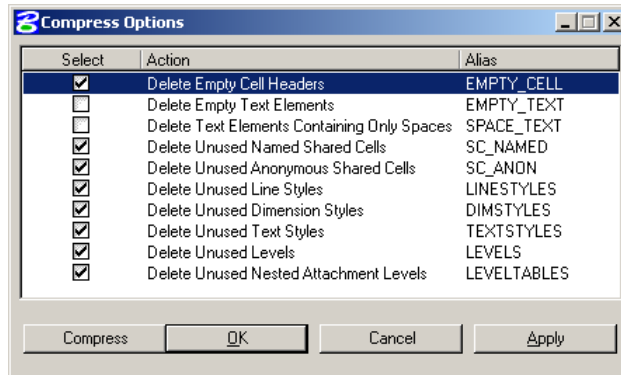 Compress Options
Select Action Alias
Delete Empty Cell Headers EMPTY_CELL
Delete Empty Text Elements EMPTY_TEXT
Delete Text Elements Containing Only Spaces SPACE_TEXT
Delete Unused Named Shared Cells SC_NAMED
Delete Unused Anonymous Shared Cells SC_ANON
Delete Unused Line Styles LINESTYLES
Delete Unused Dimension Styles DIMSTYLES
Delete Unused Text Styles TEXTSTYLES
Delete Unused Levels LEVELS
Delete Unused Nested Attachment Levels LEVELTABLES
Compress OK Cancel Apply